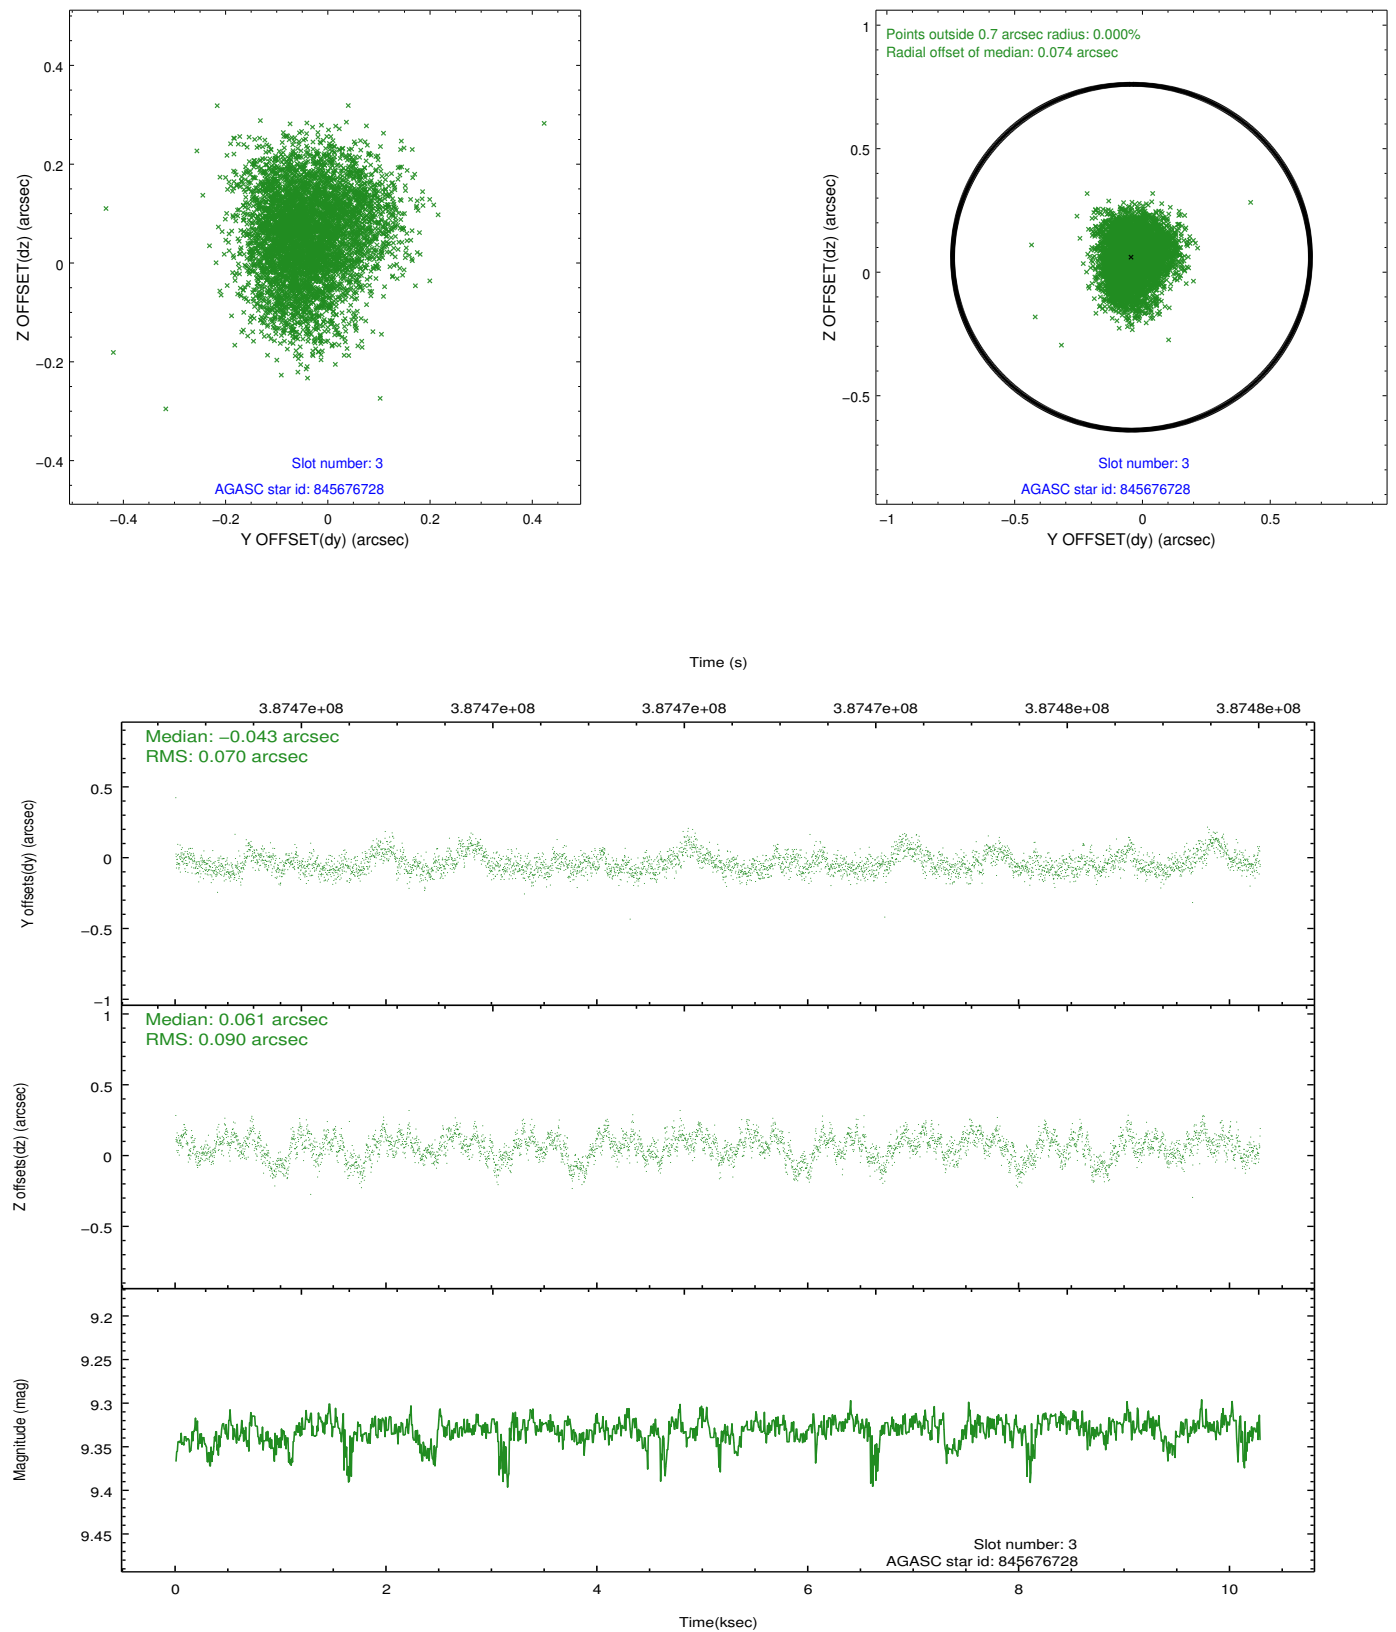 0.4
0.2
0
−0.2
−0.4
Z OFFSET(dz) (arcsec)
Slot number: 3
AGASC star id: 845676728
−0.4
−0.2
0
0.2
0.4
Y OFFSET(dy) (arcsec)
Points outside 0.7 arcsec radius: 0.000%
Radial offset of median: 0.074 arcsec
1
0.5
0
−0.5
Z OFFSET(dz) (arcsec)
Slot number: 3
AGASC star id: 845676728
−1
−0.5
0
0.5
Y OFFSET(dy) (arcsec)
Time (s)
3.8747e+08
3.8747e+08
3.8747e+08
3.8747e+08
3.8748e+08
3.8748e+08
Median: −0.043 arcsec
RMS: 0.070 arcsec
0.5
0
−0.5
−1
Y offsets(dy) (arcsec)
Median: 0.061 arcsec
RMS: 0.090 arcsec
1
0.5
0
−0.5
Z offsets(dz) (arcsec)
9.2
9.25
9.3
9.35
9.4
9.45
Magnitude (mag)
Slot number: 3
AGASC star id: 845676728
0
2
4
6
8
10
Time(ksec)